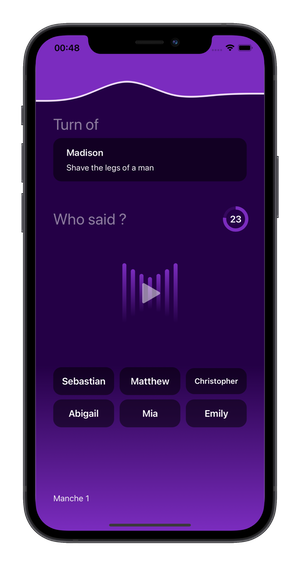 00:48
Turn of
Madison
Shave the legs of a man
Who said ?
23
Sebastian
Matthew
Christopher
Abigail
Mia
Emily
Manche 1